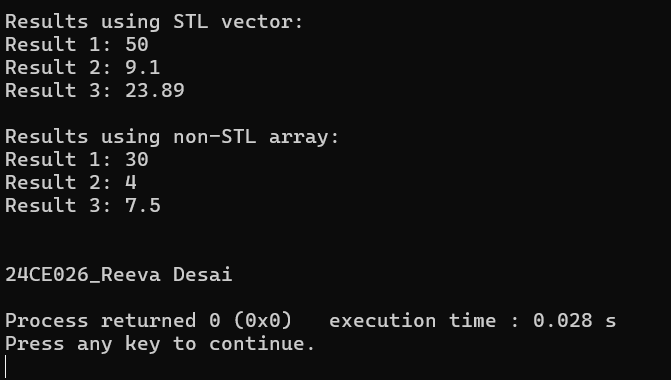 Results using STL vector:
Result 1: 50
Result 2: 9.1
Result 3: 23.89
Results using non-STL array:
Result 1: 30
Result 2: 4
Result 3: 7.5
24CE026_Reeva Desai
Process returned 0 (0x0)   execution time : 0.028 s
Press any key to continue.